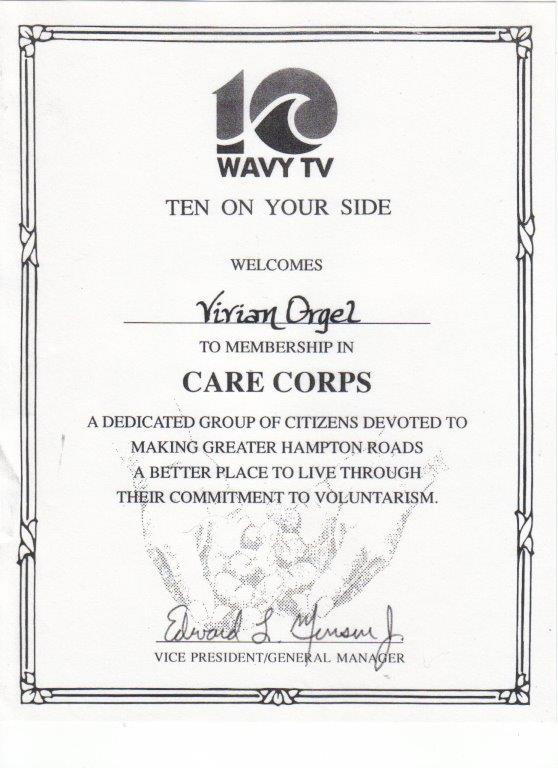 10
WAVY TV
TEN ON YOUR SIDE
WELCOMES
Vivian Orgel
TO MEMBERSHIP IN
CARE CORPS
A DEDICATED GROUP OF CITIZENS DEVOTED TO
MAKING GREATER HAMPTON ROADS
A BETTER PLACE TO LIVE THROUGH
THEIR COMMITMENT TO VOLUNTARISM.
Edward L
VICE PRESIDENT/GENERAL MANAGER